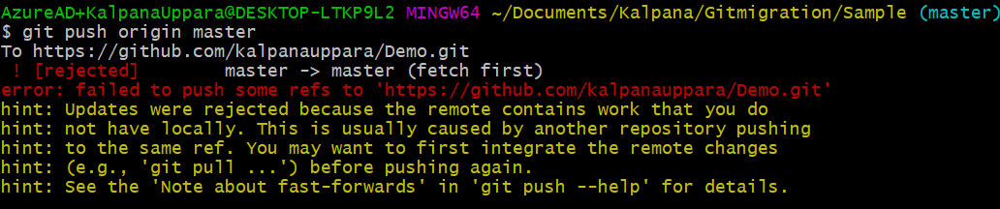 AzureAD+KalpanaUppara@DESKTOP-LTKP9L2 MINGW64 ~/Documents/Kalpana/Gitmigration/Sample (master)
$ git push origin master
To https://github.com/kalpanauppara/Demo.git
 ! [rejected]        master -> master (fetch first)
error: failed to push some refs to 'https://github.com/kalpanauppara/Demo.git'
hint: Updates were rejected because the remote contains work that you do
hint: not have locally. This is usually caused by another repository pushing
hint: to the same ref. You may want to first integrate the remote changes
hint: (e.g., 'git pull ...') before pushing again.
hint: See the 'Note about fast-forwards' in 'git push --help' for details.